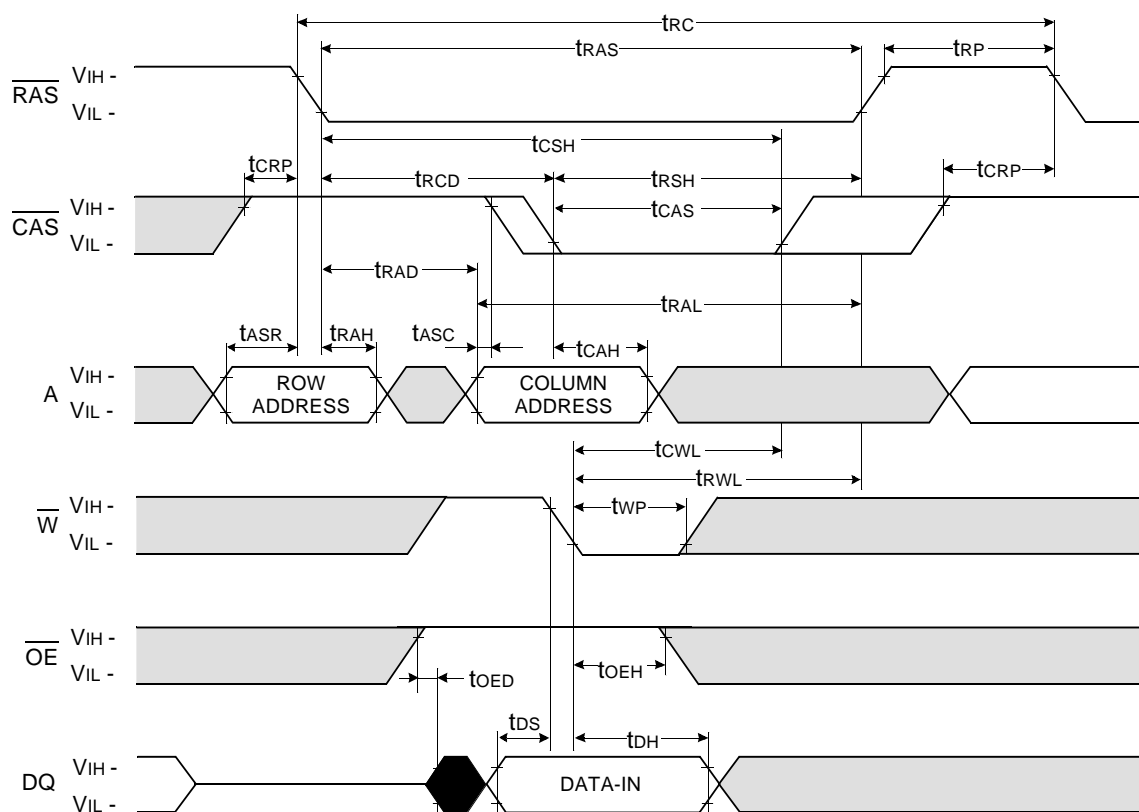 tRC
tRAS
tRP
RAS
VIH -
VIL -
tCSH
tCRP
tRCD
tRSH
tCRP
CAS
VIH -
VIL -
tCAS
tRAD
tRAL
tASR
tRAH
tASC
tCAH
A
VIH -
VIL -
ROW
ADDRESS
COLUMN
ADDRESS
tCWL
tRWL
W
VIH -
VIL -
tWP
OE
VIH -
VIL -
tOED
tOEH
tDS
tDH
DQ
VIH -
VIL -
DATA-IN